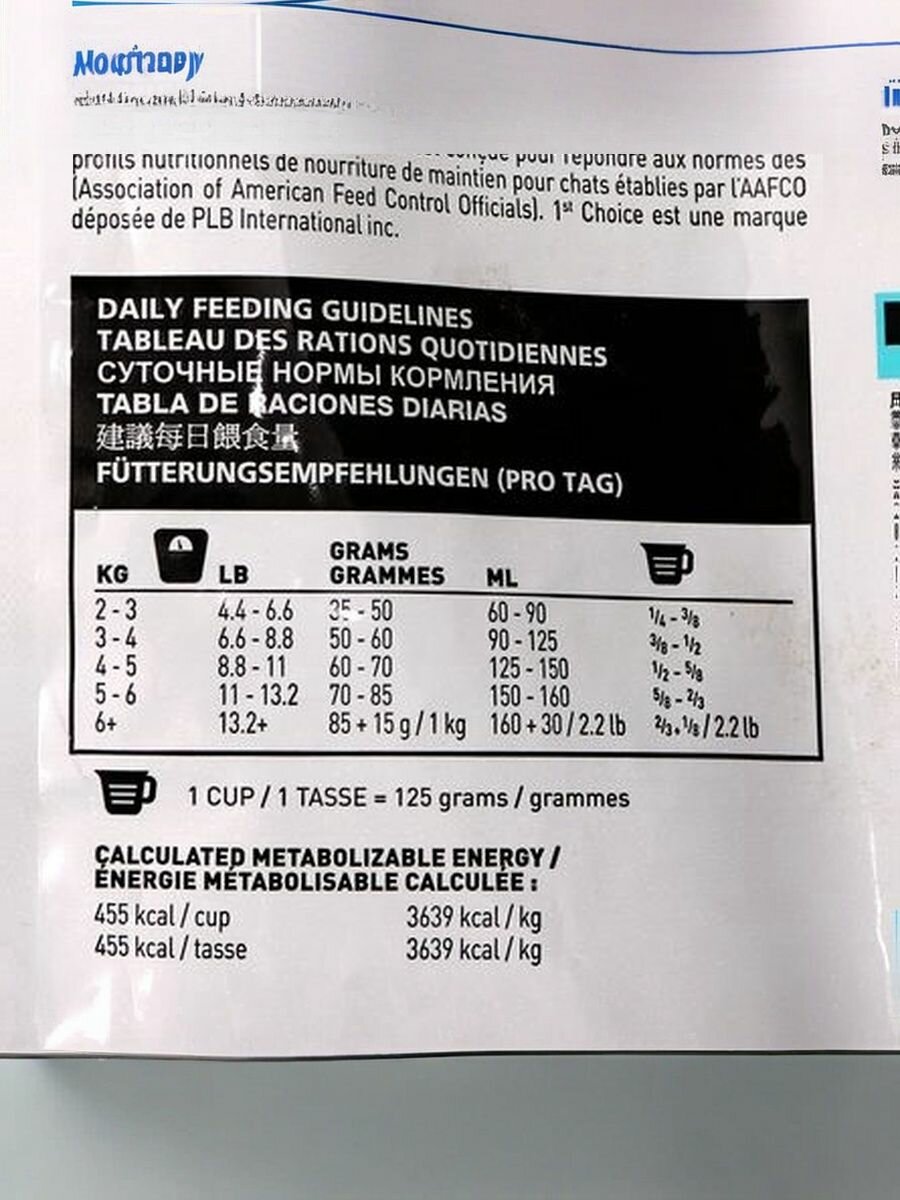 profils nutritionnels de nourriture de maintien pour chats établies par l'AAFCO
pour répondre aux normes des
(Association of American Feed Control Officials). 1st Choice est une marque
déposée de PLB International inc.
DAILY FEEDING GUIDELINES
TABLEAU DES RATIONS QUOTIDIENNES
СУТОЧНЫЕ НОРМЫ КОРМЛЕНИЯ
TABLA DE RACIONES DIARIAS
建議每日餵食量
FÜTTERUNGSEMPFEHLUNGEN (PRO TAG)
GRAMS
KG LB GRAMMES ML
2 - 3 4.4 - 6.6 35 - 50 60 - 90 1/4 - 3/8
3 - 4 6.6 - 8.8 50 - 60 90 - 125 3/8 - 1/2
4 - 5 8.8 - 11 60 - 70 125 - 150 1/2 - 5/8
5 - 6 11 - 13.2 70 - 85 150 - 160 5/8 - 2/3
6+ 13.2+ 85 + 15 g / 1 kg 160 + 30 / 2.2 lb 2/3 + 1/8 / 2.2 lb
1 CUP / 1 TASSE = 125 grams / grammes
CALCULATED METABOLIZABLE ENERGY /
ÉNERGIE MÉTABOLISABLE CALCULÉE :
455 kcal / cup 3639 kcal / kg
455 kcal / tasse 3639 kcal / kg